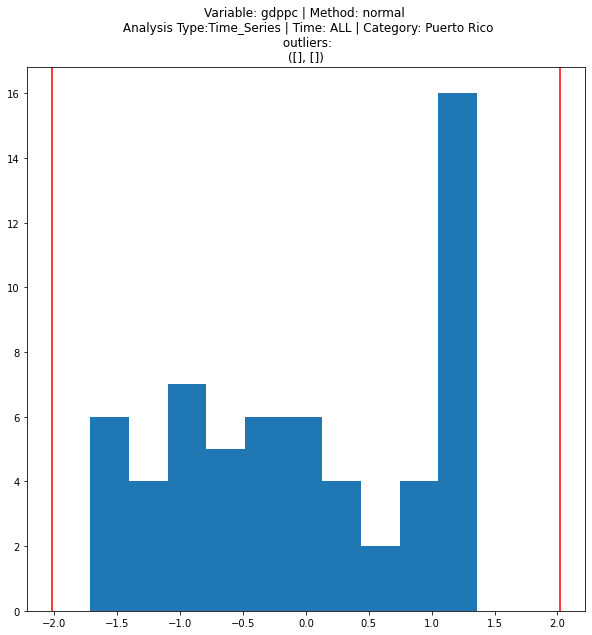 Variable: gdppc | Method: normal
Analysis Type:Time_Series | Time: ALL | Category: Puerto Rico
outliers:
([], [])
16
14
12
10
8
6
4
2
0
−2.0 −1.5 −1.0 −0.5 0.0 0.5 1.0 1.5 2.0